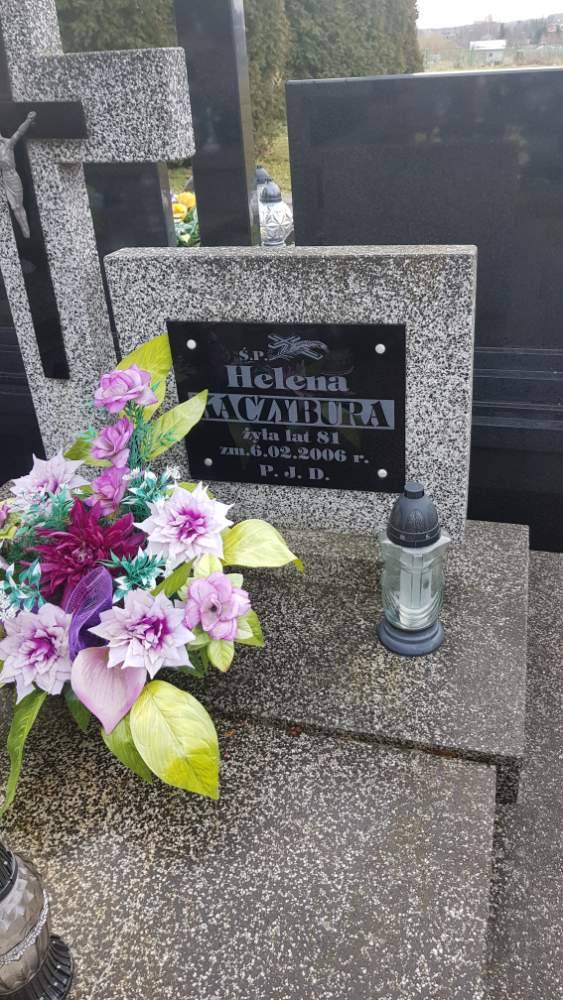 Ś.P.
Helena
KACZYBURA
żyła lat 81
zm.6.02.2006 r.
P. J. D.